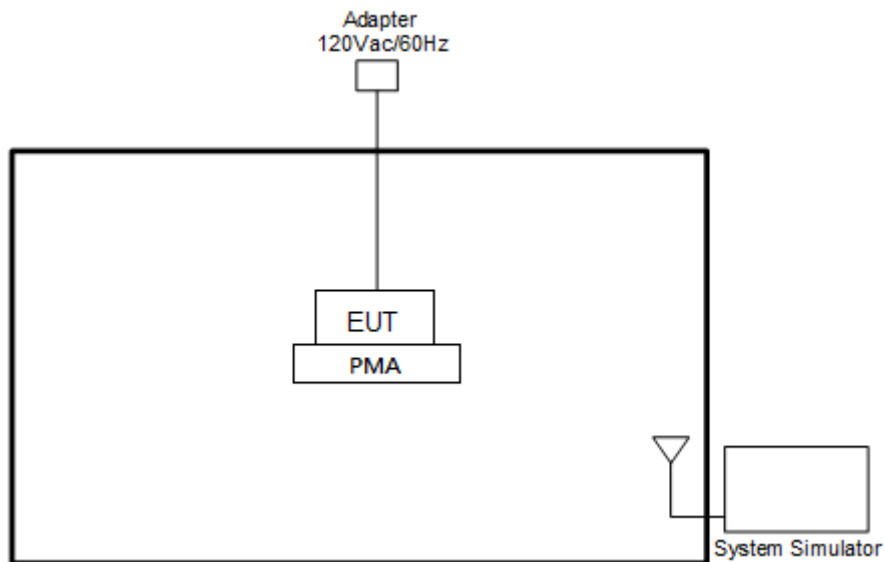 Adapter
120Vac/60Hz
EUT
PMA
System Simulator